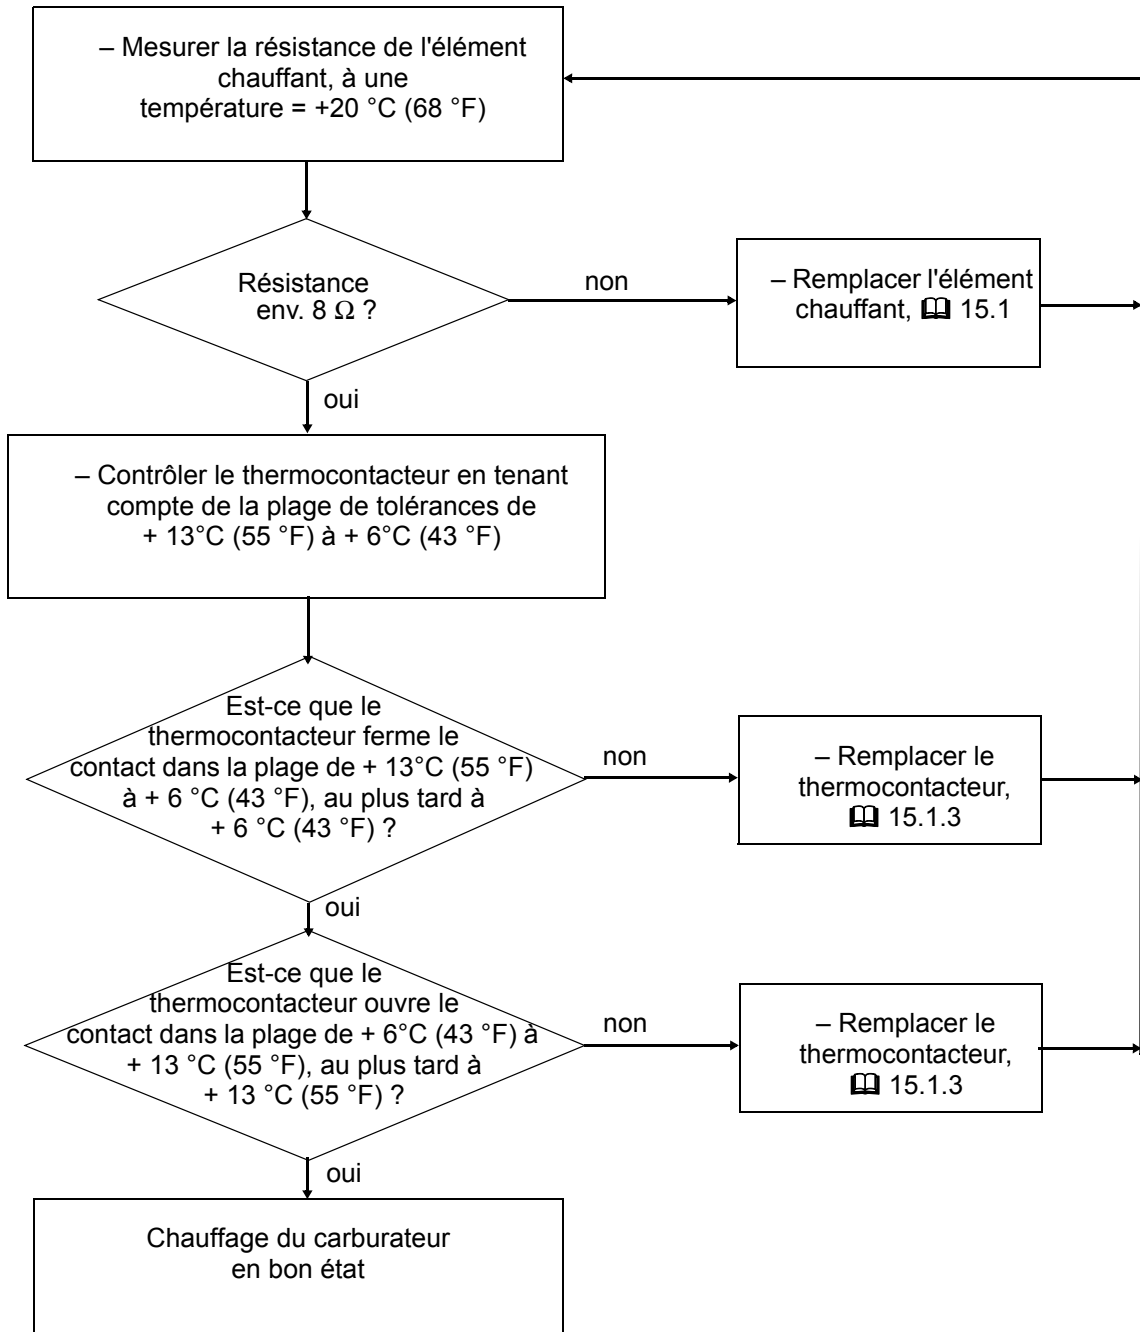 – Mesurer la résistance de l'élément
chauffant, à une
température = +20 °C (68 °F)
Résistance
env. 8 Ω ?
non
– Remplacer l'élément
chauffant, 🕮 15.1
oui
– Contrôler le thermocontacteur en tenant
compte de la plage de tolérances de
+ 13°C (55 °F) à + 6°C (43 °F)
Est-ce que le
thermocontacteur ferme le
contact dans la plage de + 13°C (55 °F)
à + 6 °C (43 °F), au plus tard à
+ 6 °C (43 °F) ?
non
– Remplacer le
thermocontacteur,
🕮 15.1.3
oui
Est-ce que le
thermocontacteur ouvre le
contact dans la plage de + 6°C (43 °F) à
+ 13 °C (55 °F), au plus tard à
+ 13 °C (55 °F) ?
non
– Remplacer le
thermocontacteur,
🕮 15.1.3
oui
Chauffage du carburateur
en bon état